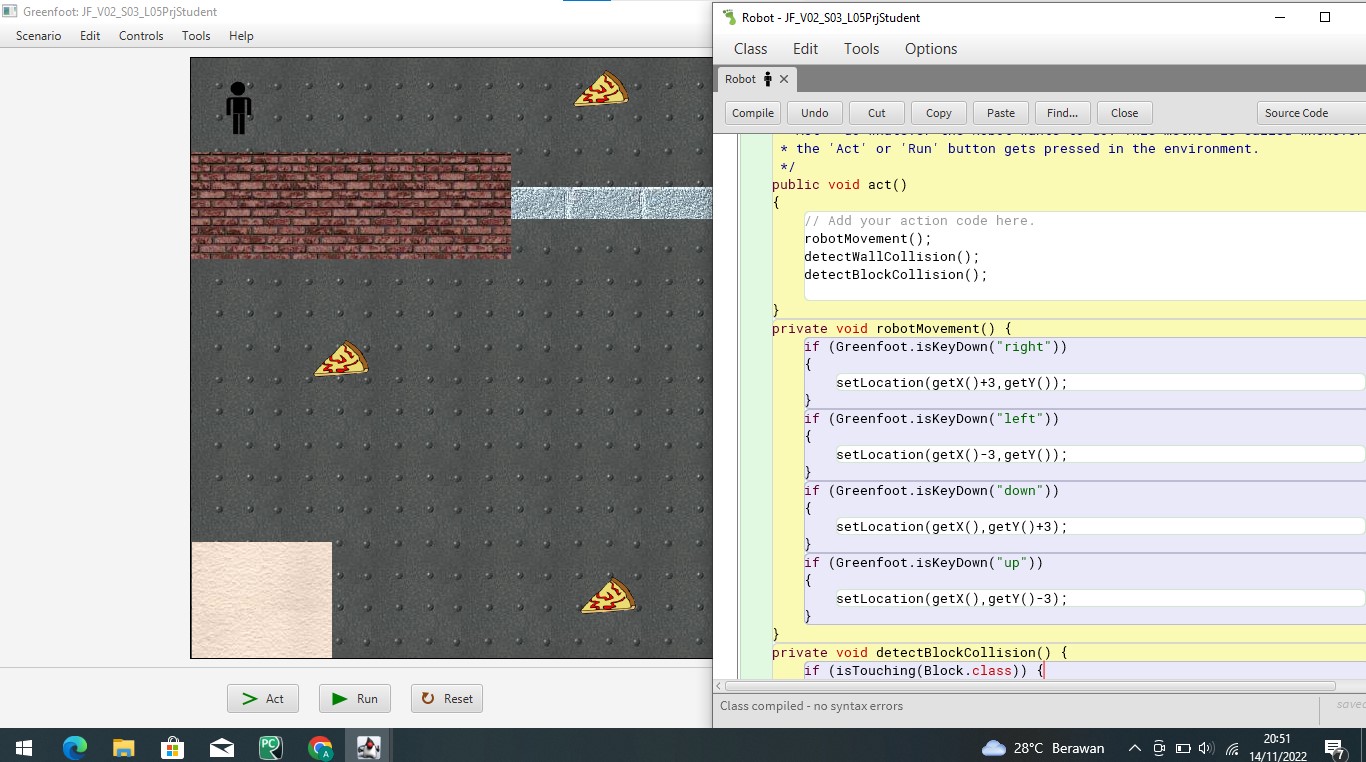 Greenfoot: JF_V02_S03_L05PrjStudent
Scenario Edit Controls Tools Help
Act Run Reset
Robot - JF_V02_S03_L05PrjStudent
Class Edit Tools Options
Robot
Compile Undo Cut Copy Paste Find... Close Source Code
* the 'Act' or 'Run' button gets pressed in the environment.
*/
public void act()
{
// Add your action code here.
robotMovement();
detectWallCollision();
detectBlockCollision();
}
private void robotMovement() {
if (Greenfoot.isKeyDown("right"))
{
setLocation(getX()+3,getY());
}
if (Greenfoot.isKeyDown("left"))
{
setLocation(getX()-3,getY());
}
if (Greenfoot.isKeyDown("down"))
{
setLocation(getX(),getY()+3);
}
if (Greenfoot.isKeyDown("up"))
{
setLocation(getX(),getY()-3);
}
}
private void detectBlockCollision() {
if (isTouching(Block.class)) {
Class compiled - no syntax errors
saved
PC
A
28°C Berawan
20:51
14/11/2022
7